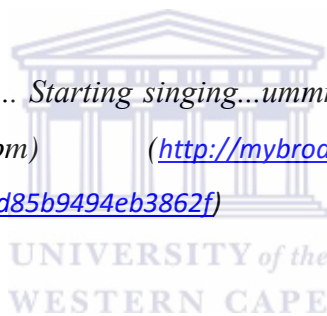 .. Starting singing...umm
om) (http://mybrod
d85b9494eb3862f)
UNIVERSITY of the
WESTERN CAPE